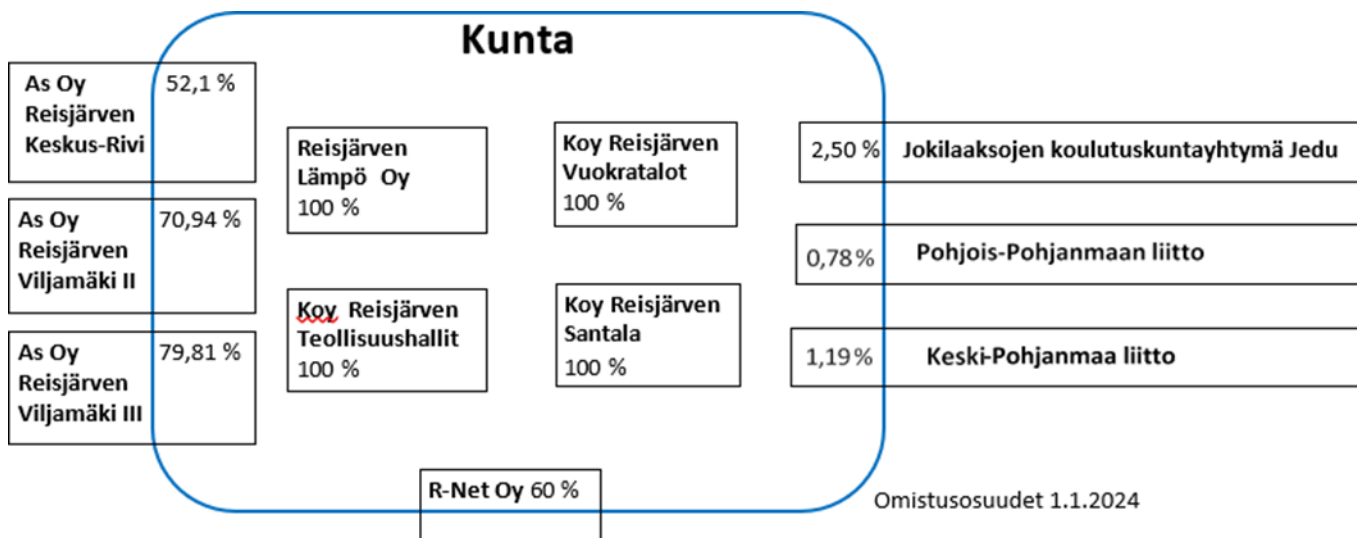 Kunta
As Oy 52,1 %
Reisjärven
Keskus-Rivi
As Oy 70,94 %
Reisjärven
Viljamäki II
As Oy 79,81 %
Reisjärven
Viljamäki III
Reisjärven
Lämpö Oy
100 %
Koy Reisjärven
Vuokratalot
100 %
Koy Reisjärven
Teollisuushallit
100 %
Koy Reisjärven
Santala
100 %
2,50 % Jokilaaksojen koulutuskuntayhtymä Jedu
0,78 % Pohjois-Pohjanmaan liitto
1,19 % Keski-Pohjanmaa liitto
R-Net Oy 60 %
Omistusosuudet 1.1.2024